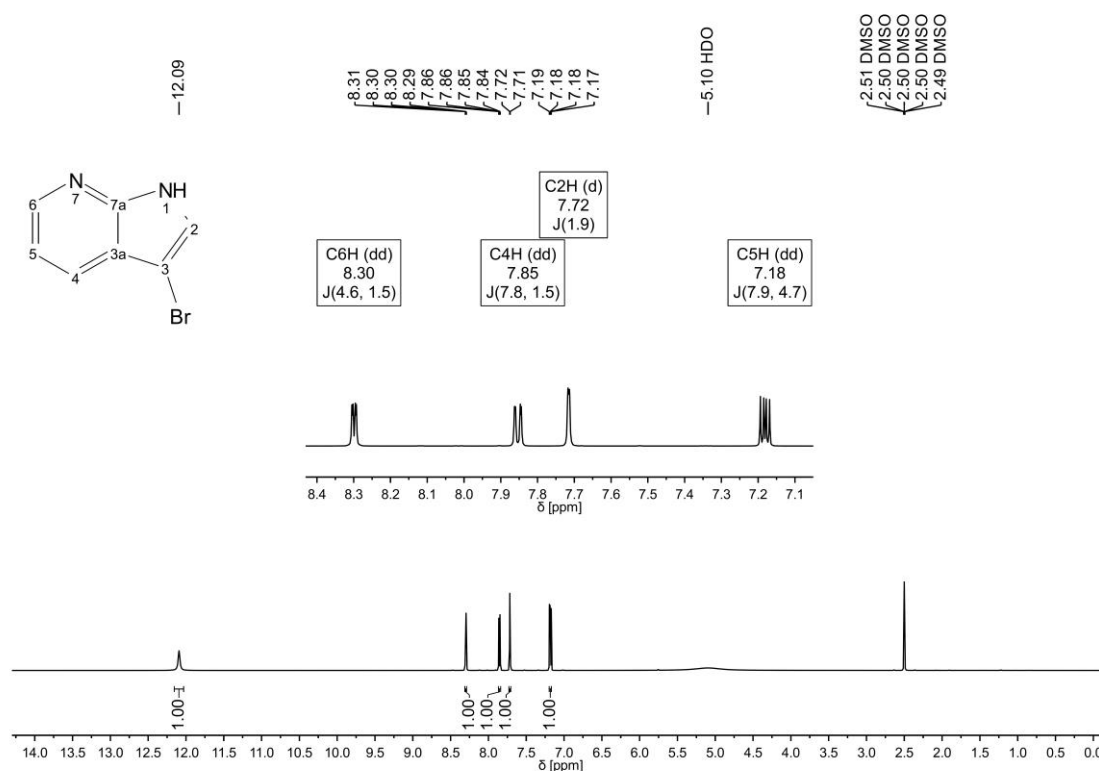 —12.09
8.31
8.30
8.30
8.29
7.86
7.86
7.85
7.84
7.72
7.71
7.19
7.18
7.18
7.17
—5.10 HDO
2.51 DMSO
2.50 DMSO
2.50 DMSO
2.50 DMSO
2.49 DMSO
N
7
NH
1
7a
6
2
5
3a
4
3
Br
C2H (d)
7.72
J(1.9)
C6H (dd)
8.30
J(4.6, 1.5)
C4H (dd)
7.85
J(7.8, 1.5)
C5H (dd)
7.18
J(7.9, 4.7)
8.4 8.3 8.2 8.1 8.0 7.9 7.8 7.7 7.6 7.5 7.4 7.3 7.2 7.1
δ [ppm]
1.00
1.00
1.00
1.00
1.00
14.0 13.5 13.0 12.5 12.0 11.5 11.0 10.5 10.0 9.5 9.0 8.5 8.0 7.5 7.0 6.5 6.0 5.5 5.0 4.5 4.0 3.5 3.0 2.5 2.0 1.5 1.0 0.5 0.0
δ [ppm]